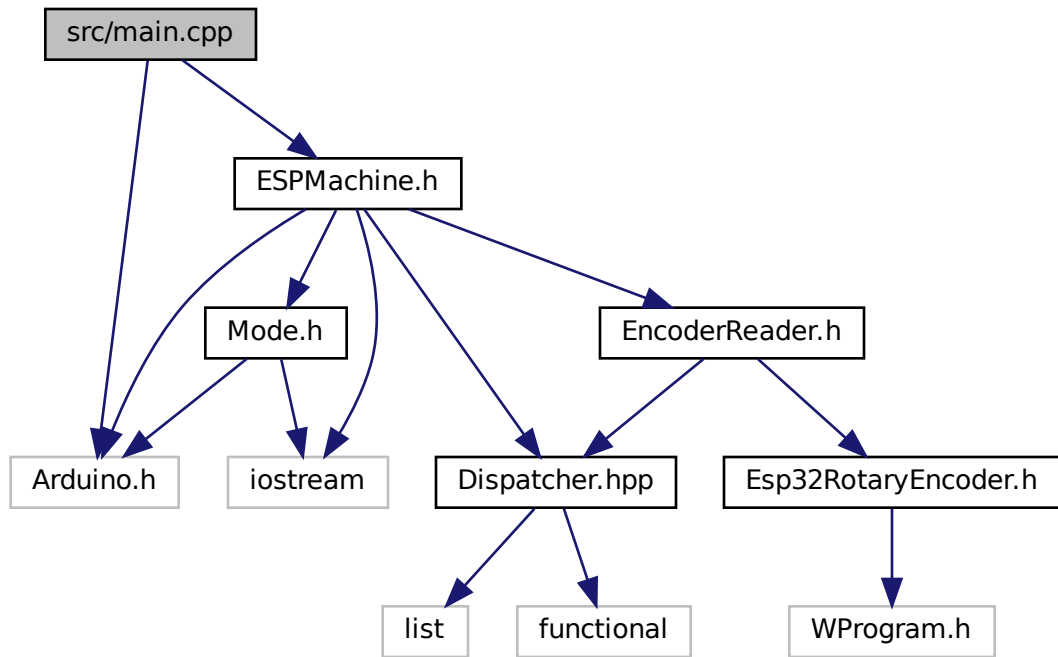 src/main.cpp
ESPMachine.h
Mode.h
EncoderReader.h
Arduino.h
iostream
Dispatcher.hpp
Esp32RotaryEncoder.h
list
functional
WProgram.h